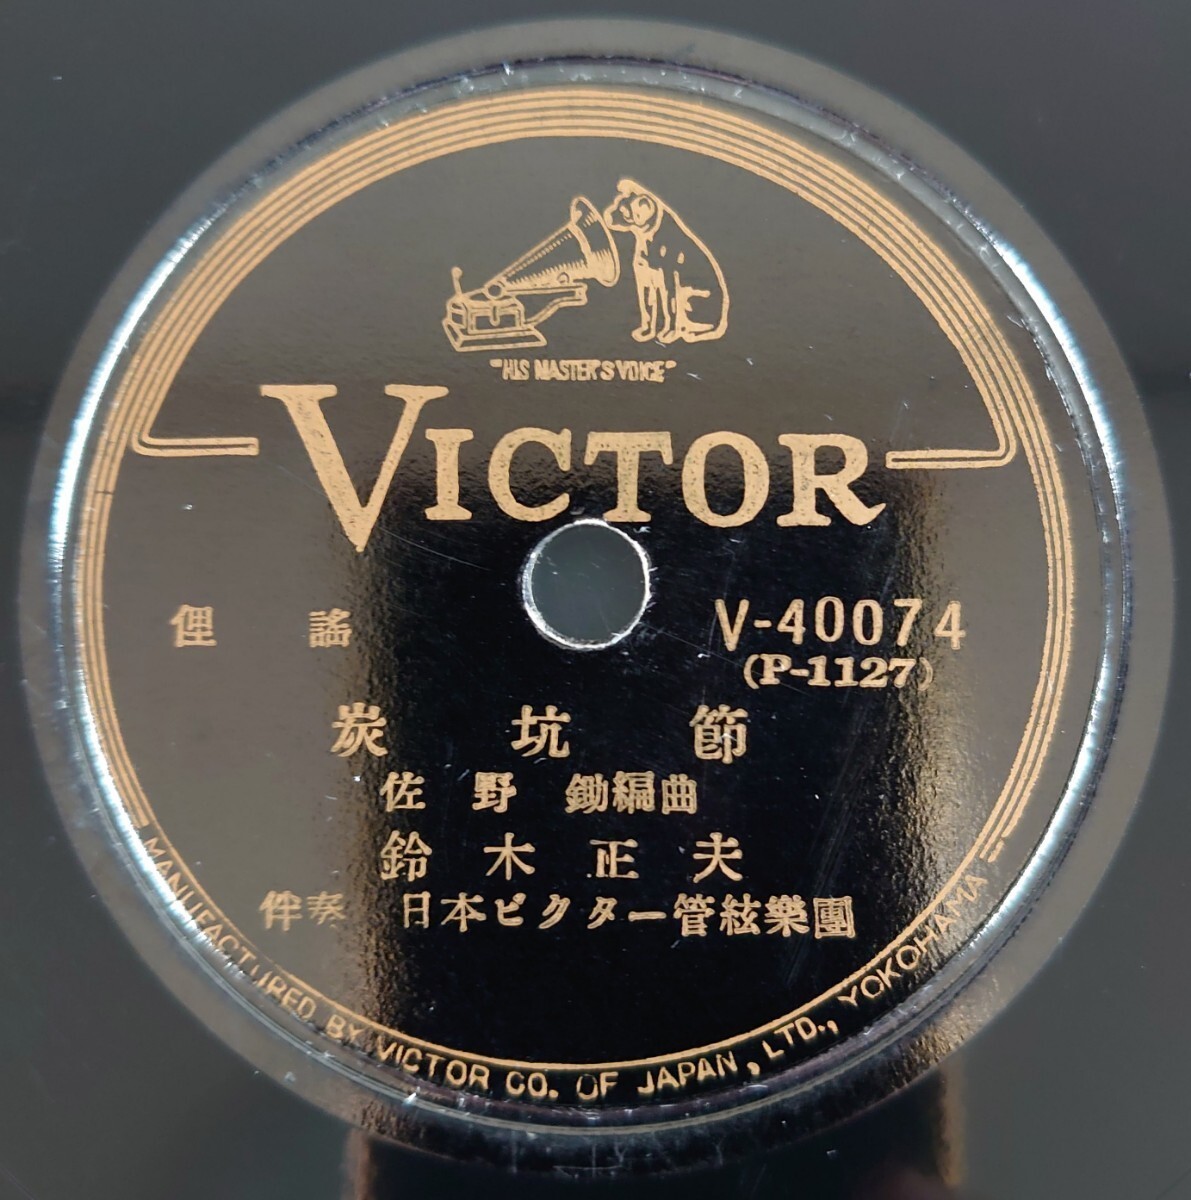 "HIS MASTER'S VOICE"
VICTOR
俚謠
V-40074
(P-1127)
炭坑節
佐野鋤編曲
鈴木正夫
伴奏 日本ビクター管絃樂團
MANUFACTURED BY VICTOR CO. OF JAPAN, LTD., YOKOHAMA